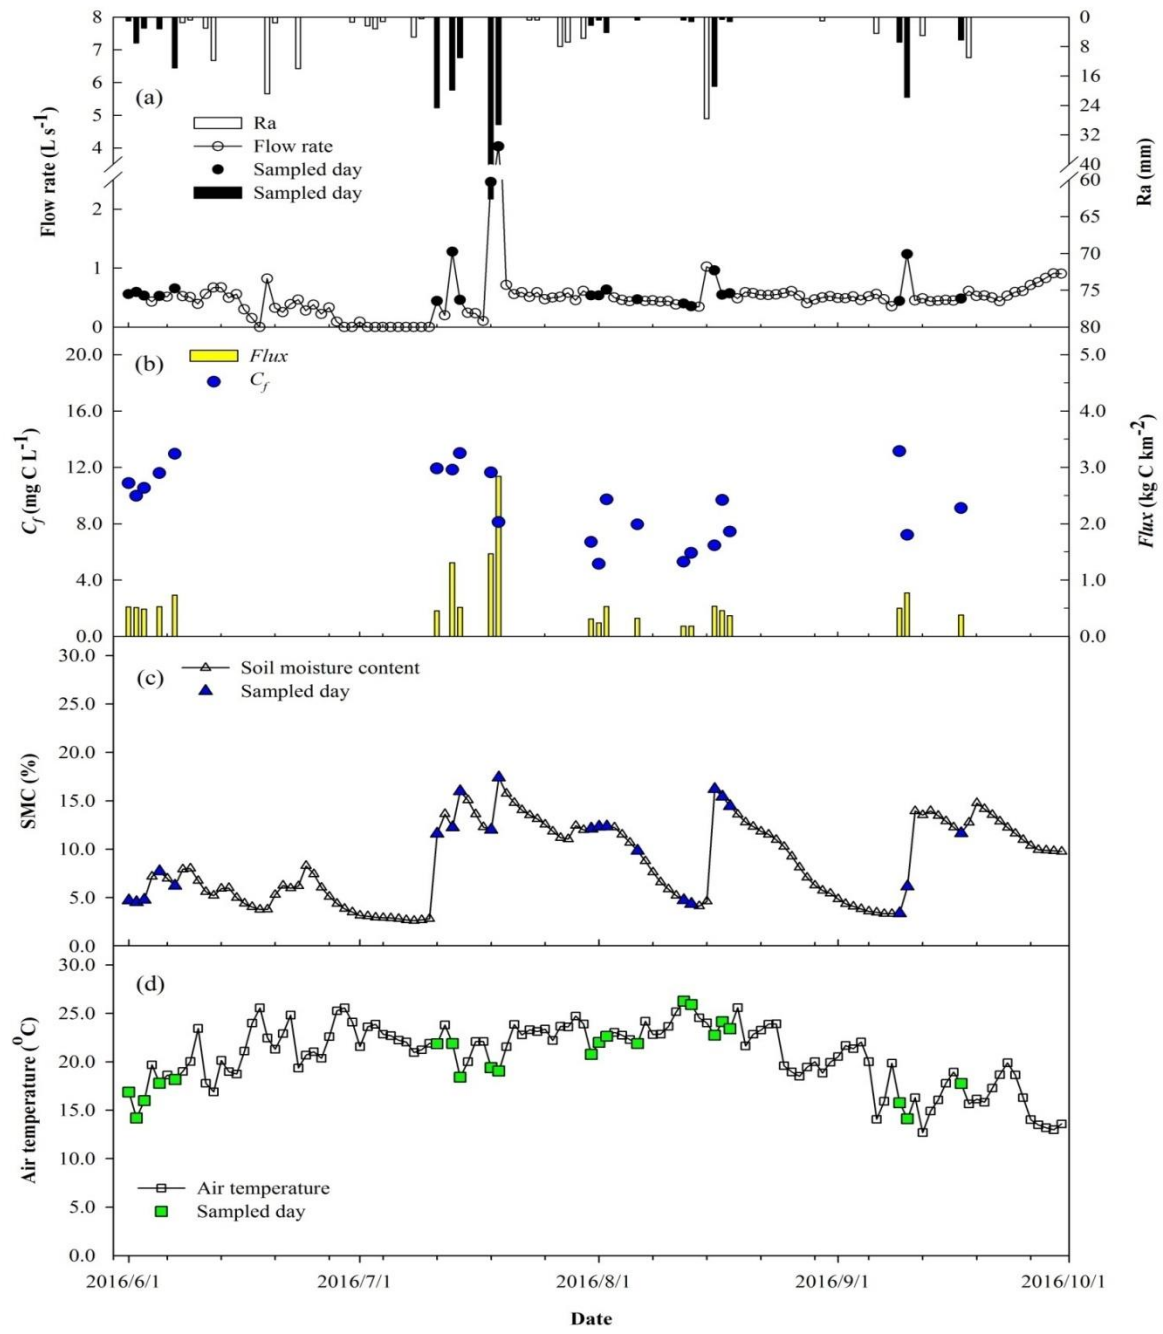 8
7
6
5
4
2
1
0
Flow rate (L s-1)
0
8
16
24
32
40
60
65
70
75
80
Ra (mm)
(a)
Ra
Flow rate
Sampled day
Sampled day
(b)
Flux
Cf
20.0
16.0
12.0
8.0
4.0
0.0
Cf (mg C L-1)
5.0
4.0
3.0
2.0
1.0
0.0
Flux (kg C km-2)
(c)
Soil moisture content
Sampled day
30.0
25.0
20.0
15.0
10.0
5.0
0.0
SMC (%)
(d)
30.0
25.0
20.0
15.0
10.0
5.0
0.0
Air temperature (OC)
Air temperature
Sampled day
2016/6/1 2016/7/1 2016/8/1 2016/9/1 2016/10/1
Date